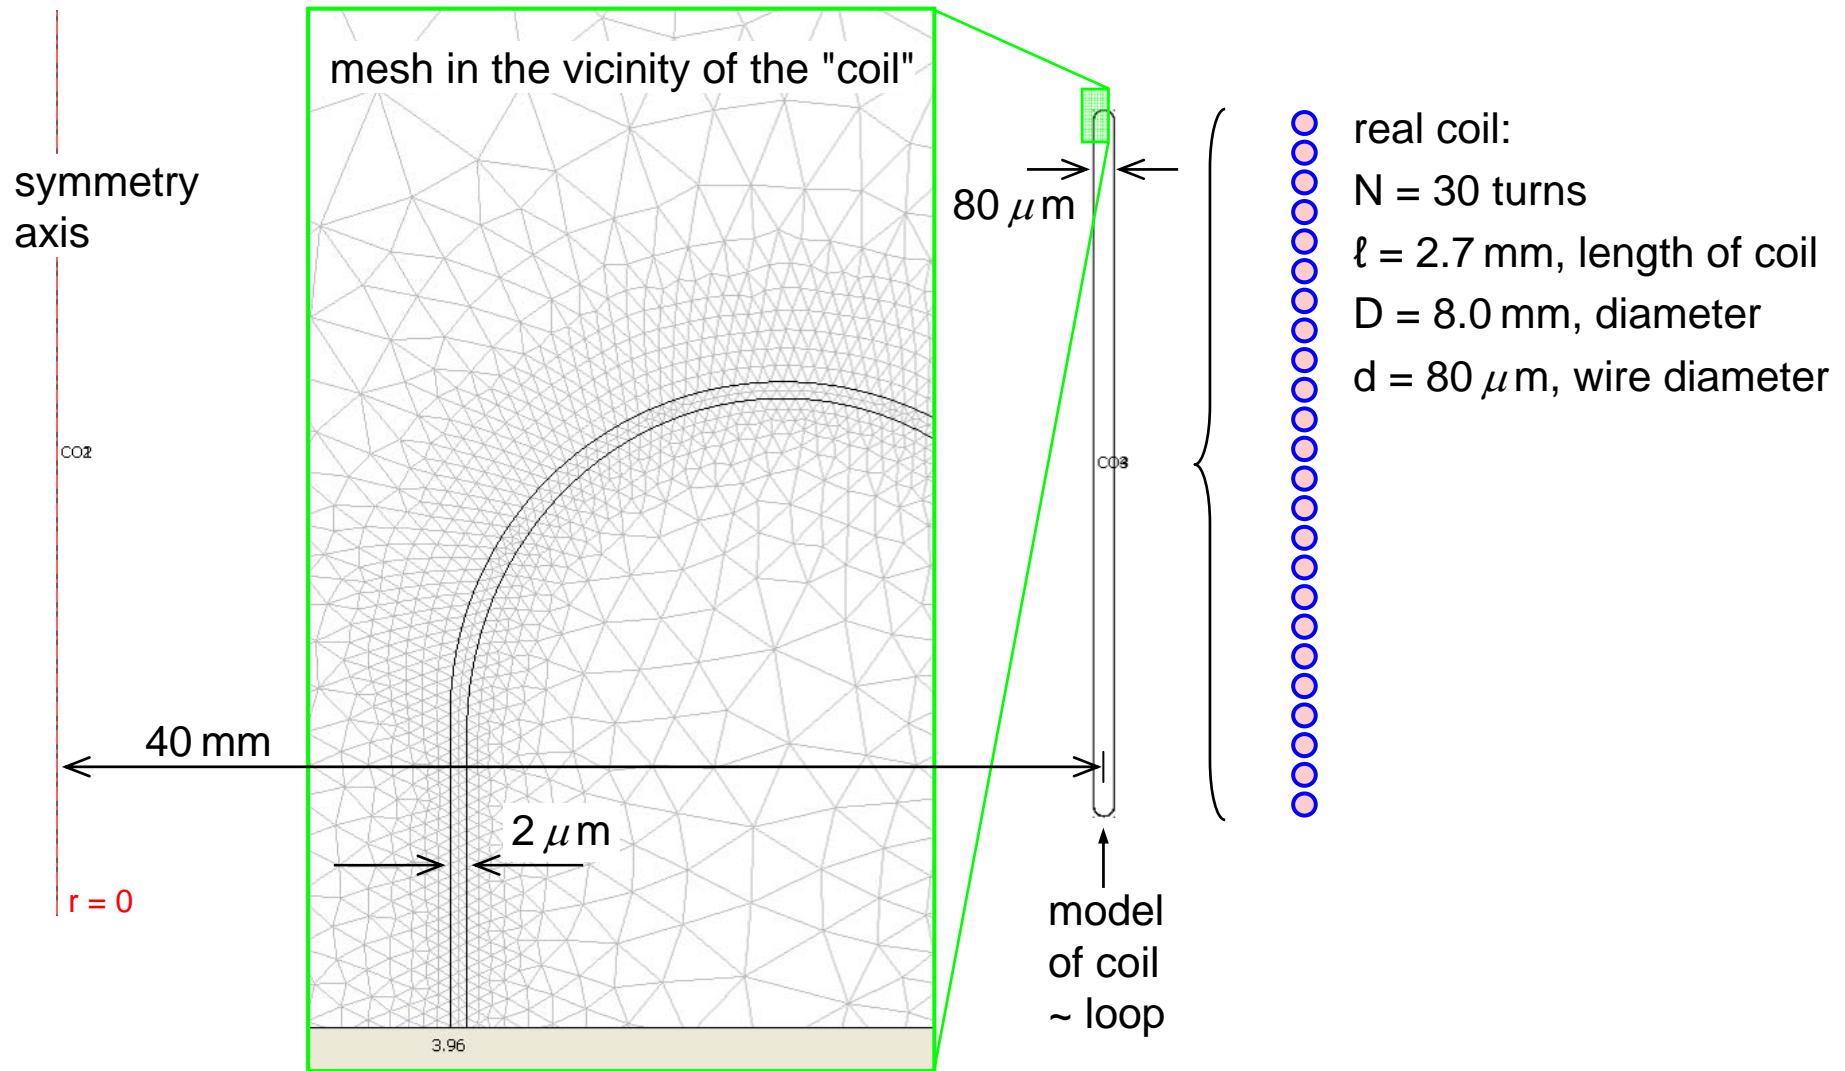 mesh in the vicinity of the "coil"
symmetry
axis
80 μm
real coil:
N = 30 turns
ℓ = 2.7 mm, length of coil
D = 8.0 mm, diameter
d = 80 μm, wire diameter
40 mm
2 μm
r = 0
model
of coil
~ loop
3.96